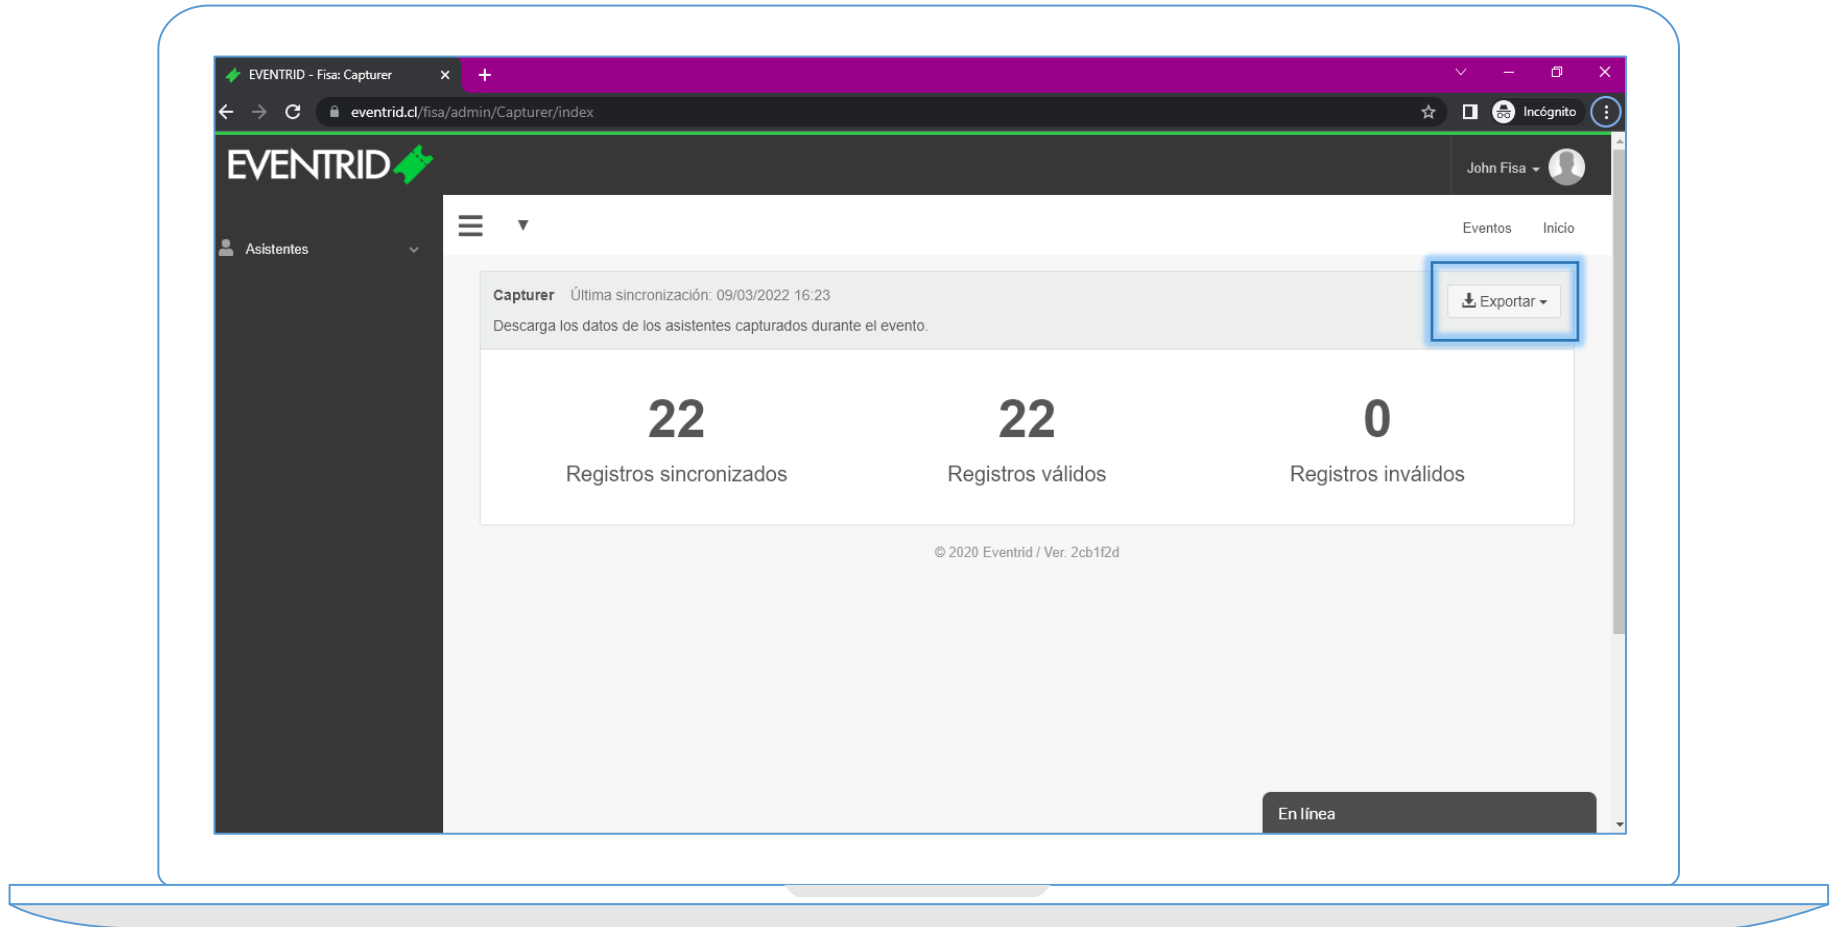 EVENTRID - Fisa: Capturer
eventrid.cl/fisa/admin/Capturer/index
Incógnito
EVENTRID
John Fisa
Asistentes
Eventos Inicio
Capturer Última sincronización: 09/03/2022 16:23
Descarga los datos de los asistentes capturados durante el evento.
Exportar
22 22 0
Registros sincronizados Registros válidos Registros inválidos
© 2020 Eventrid / Ver. 2cb1f2d
En línea